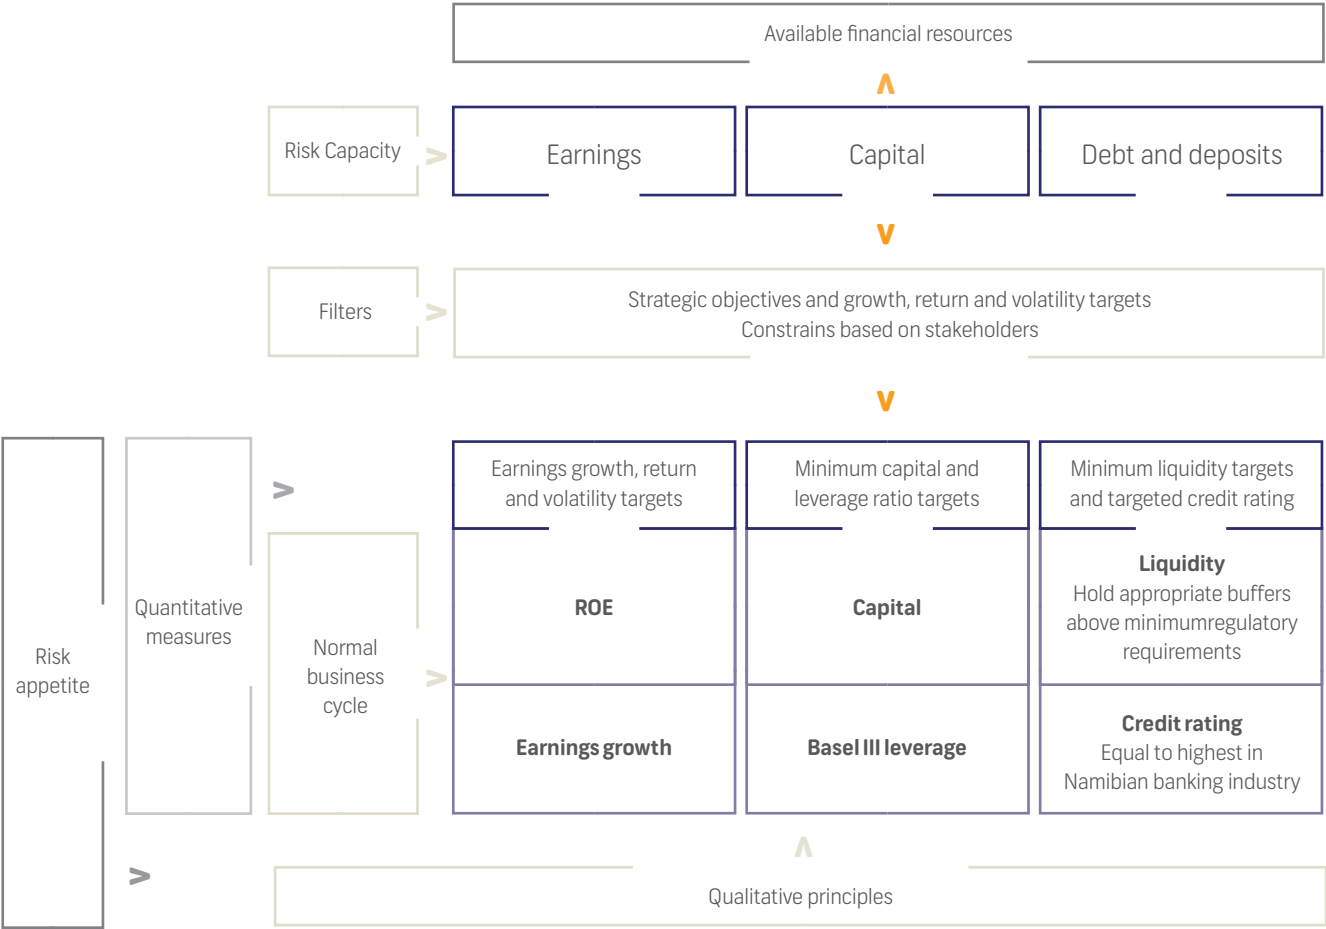 Available financial resources
Risk Capacity
Earnings
Capital
Debt and deposits
Filters
Strategic objectives and growth, return and volatility targets
Constrains based on stakeholders
Risk
appetite
Quantitative
measures
Earnings growth, return
and volatility targets
Minimum capital and
leverage ratio targets
Minimum liquidity targets
and targeted credit rating
Normal
business
cycle
ROE
Capital
Liquidity
Hold appropriate buffers
above minimumregulatory
requirements
Earnings growth
Basel III leverage
Credit rating
Equal to highest in
Namibian banking industry
Qualitative principles